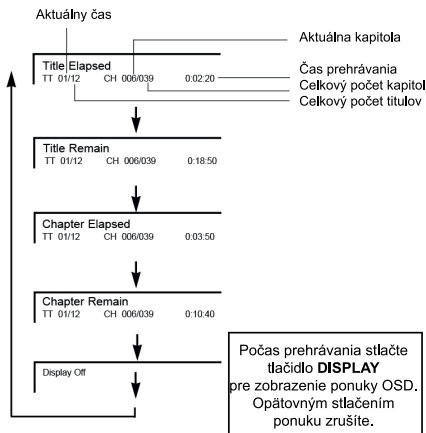 Aktuálny čas
Aktuálna kapitola
Title Elapsed
TT 01/12 CH 006/039 0:02:20
Čas prehrávania
Celkový počet kapitol
Celkový počet titulov
Title Remain
TT 01/12 CH 006/039 0:18:50
Chapter Elapsed
TT 01/12 CH 006/039 0:03:50
Chapter Remain
TT 01/12 CH 006/039 0:10:40
Display Off
Počas prehrávania stlačte
tlačidlo DISPLAY
pre zobrazenie ponuky OSD.
Opätovným stlačením
ponuku zrušíte.